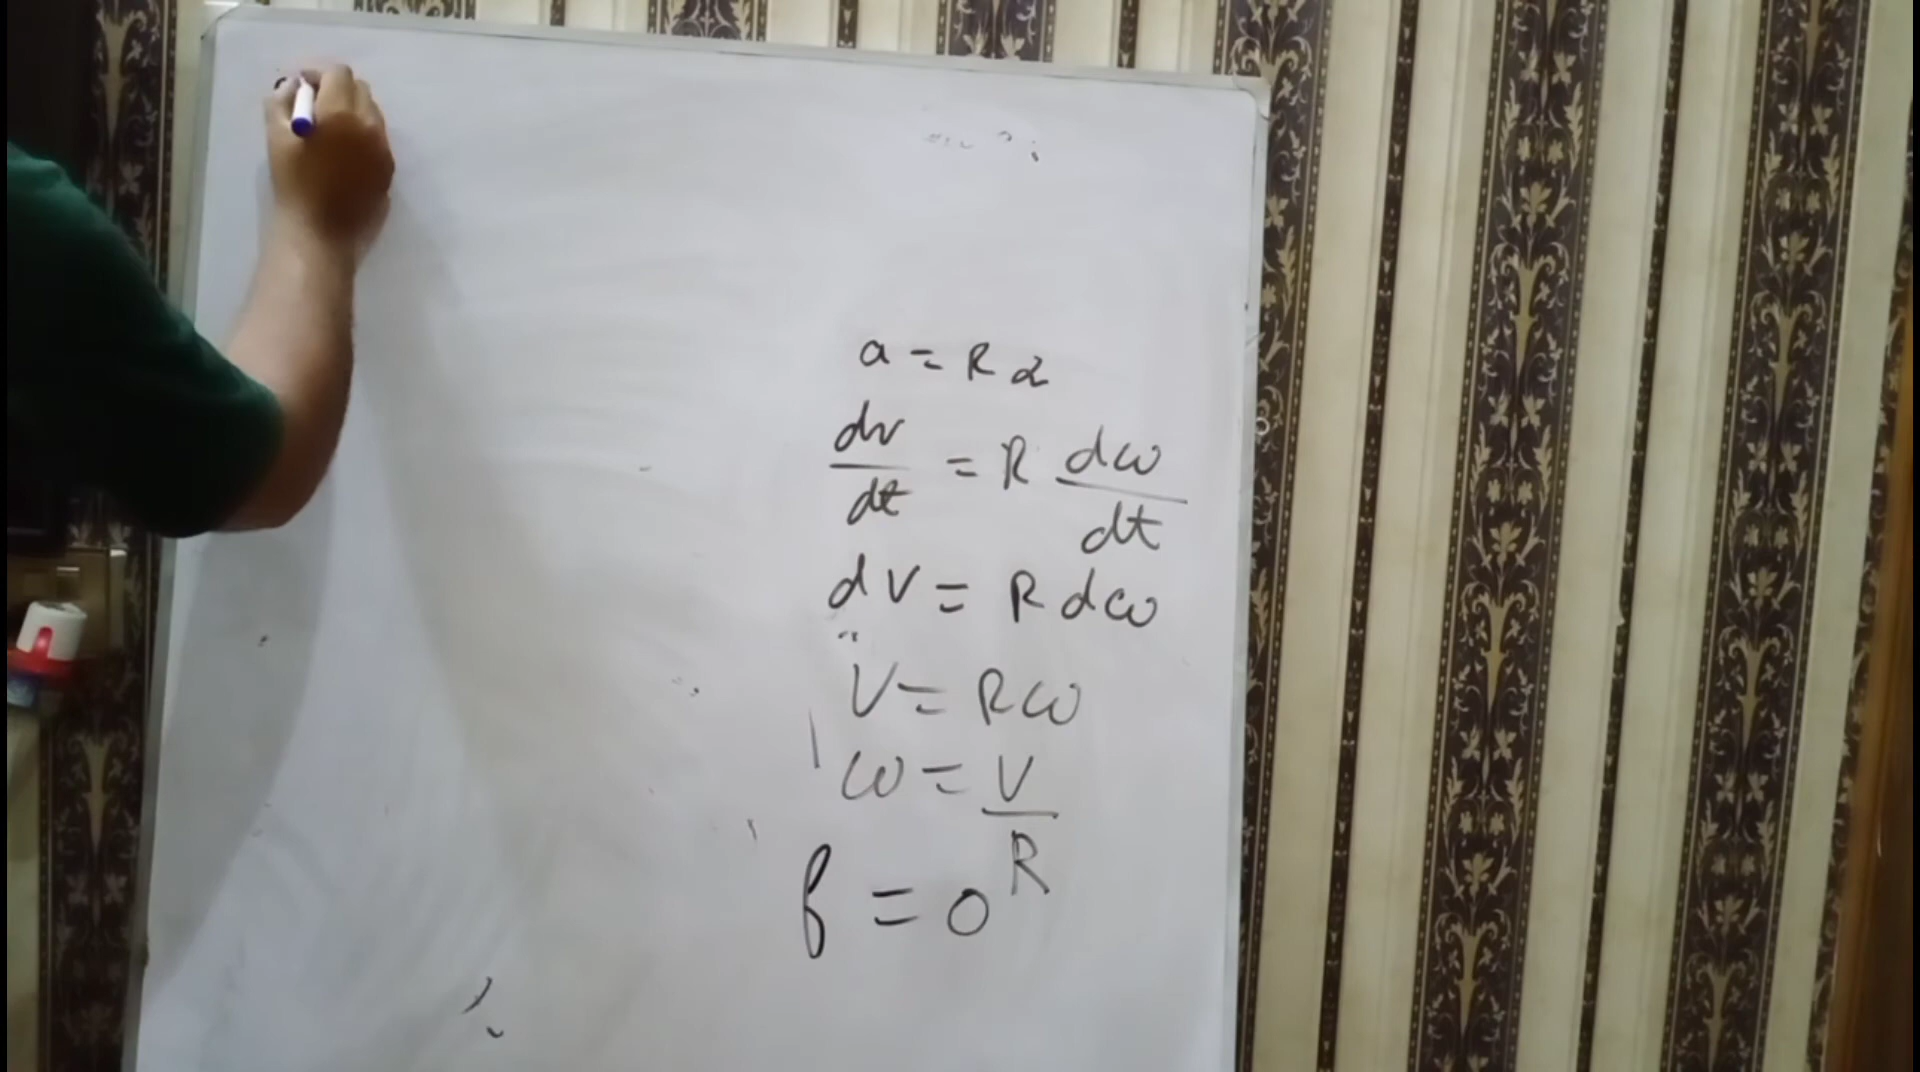 a = R α
dv/dt = R dω/dt
dV = R dω
V = Rω
ω = V/R
f = 0